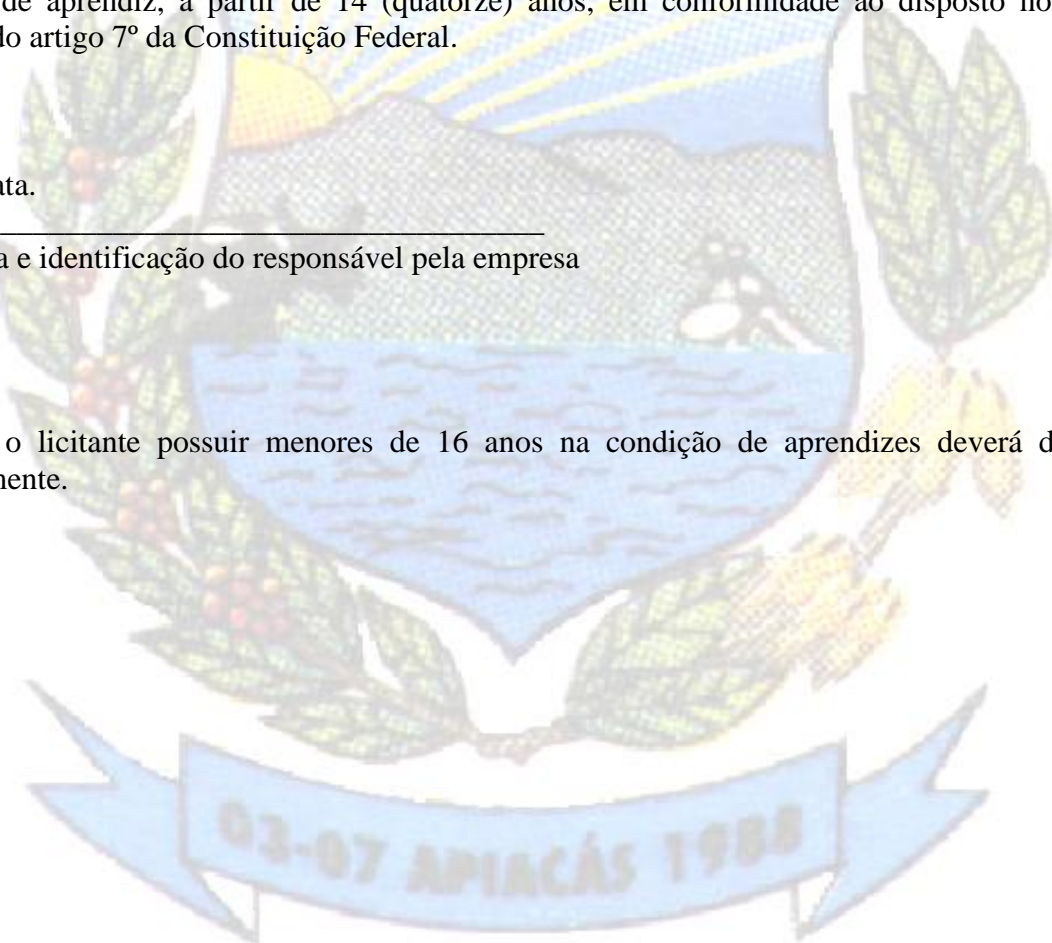 de aprendiz, a partir de 14 (quatorze) anos, em conformidade ao disposto no
do artigo 7º da Constituição Federal.
ata.
a e identificação do responsável pela empresa
o licitante possuir menores de 16 anos na condição de aprendizes deverá d
mente.
03-07 APIACÁS 1988